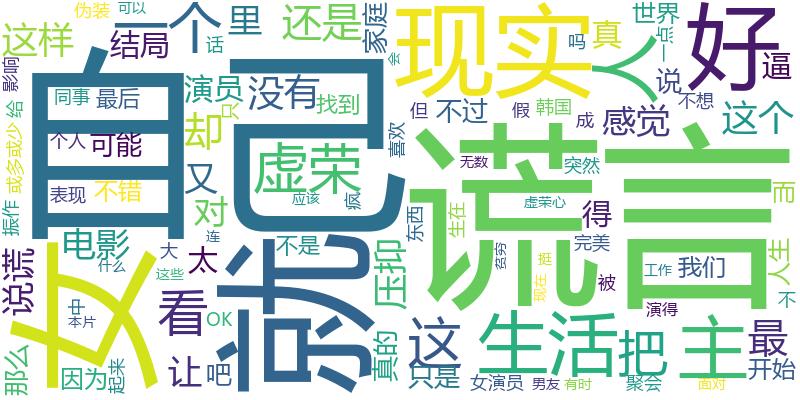 伪装 可以 一个 里 还是 家庭 现实 人 世界 一点 好
这样 结局 话 会 吗 真 说 逼
影响 同事 最后 演员 没有 找到 但 不过 假 韩国 成 感觉 不想 这个
给 自己 却 只 喜欢
或多或少 个人 可能 虚荣 无数 突然 谎言
振作 表现 不错 又 应该 疯 东西 生在 虚荣心 得 而
说谎 电影 对 不是 压抑 召穷 挺 完美 人生
女 什么 大 这些 太 连 就 现在 被 工作 我们 不
中 本片 看 OK 真的 这 生活 把 演得 主 最
那么 因为 起来 让 吧 只是 女演员 男友 有时 聚会 面对 开始